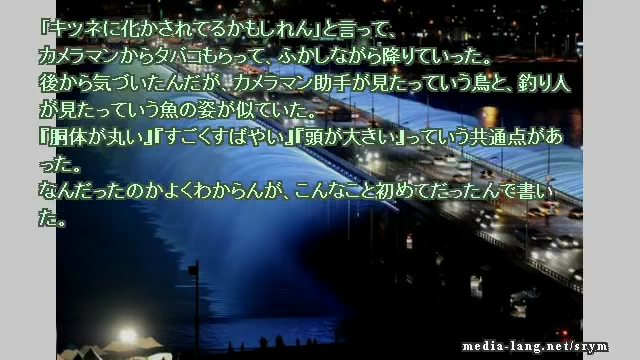 「キツネに化かされてるかもしれん」と言って、
カメラマンからタバコもらって、ふかしながら降りていった。
後から気づいたんだが、カメラマン助手が見たっていう鳥と、釣り人
が見たっていう魚の姿が似ていた。
『胴体が丸い』『すごくすばやい』『頭が大きい』っていう共通点があ
った。
なんだったのかよくわからんが、こんなこと初めてだったんで書い
た。
media-lang.net/srym